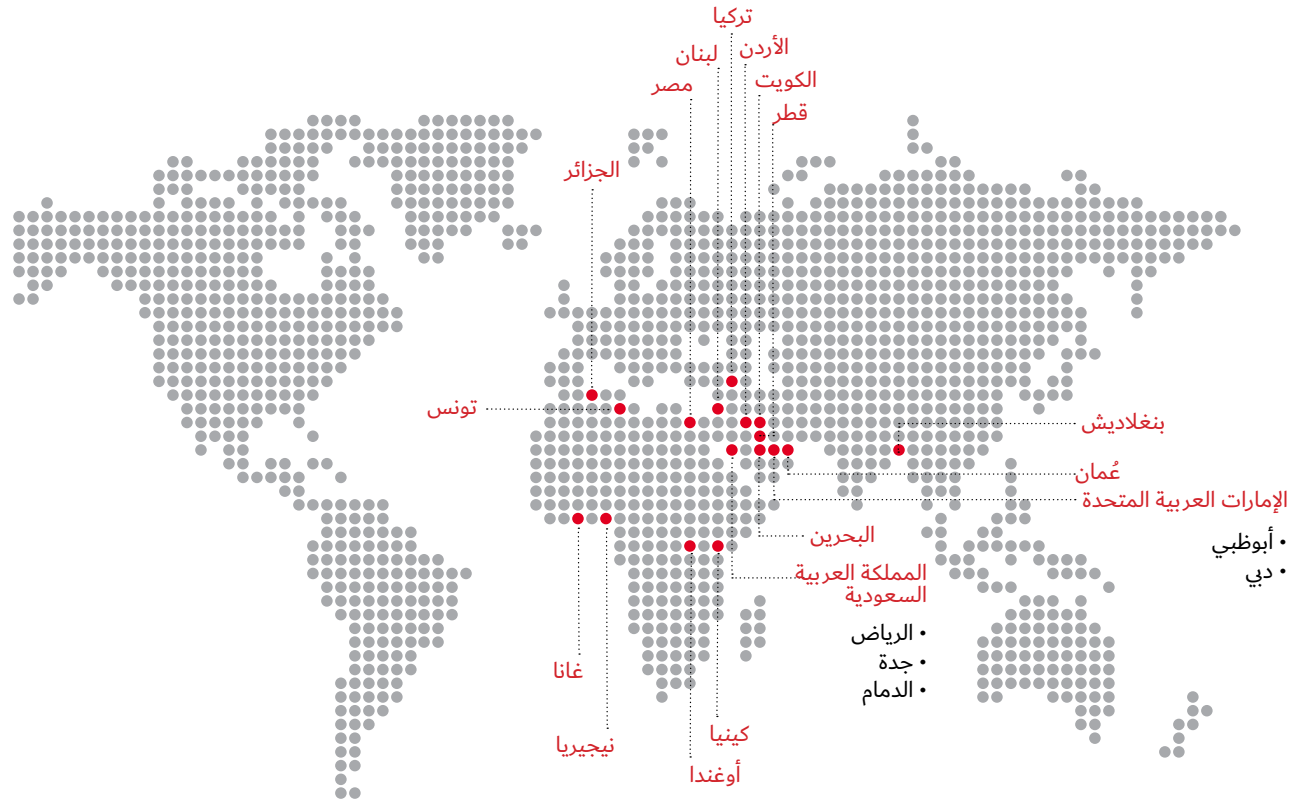 تركيا
الأردن
لبنان
الكويت
مصر
قطر
الجزائر
تونس
بنغلاديش
عُمان
الإمارات العربية المتحدة
• أبوظبي
• دبي
البحرين
المملكة العربية
السعودية
• الرياض
• جدة
• الدمام
غانا
نيجيريا
كينيا
أوغندا